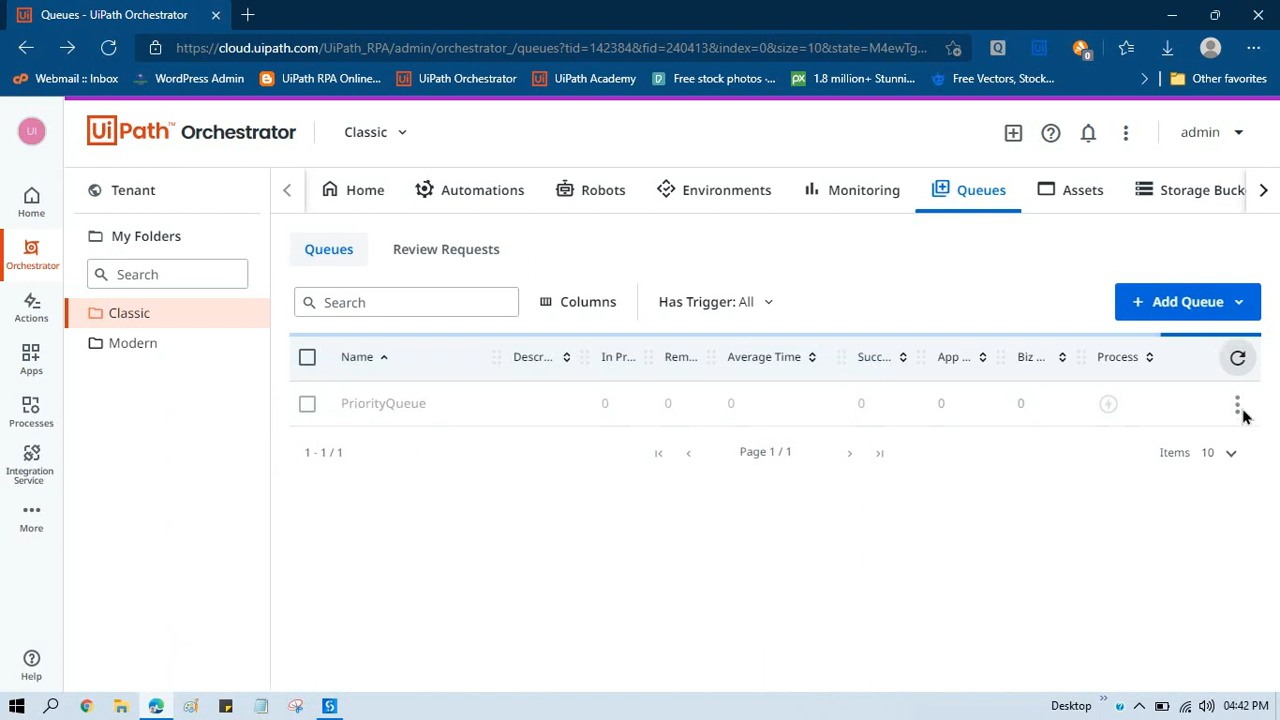 Queues - UiPath Orchestrator
https://cloud.uipath.com/UiPath_RPA/admin/orchestrator_/queues?tid=142384&fid=240413&index=0&size=10&state=M4ewTg...
Webmail :: Inbox
WordPress Admin
UiPath RPA Online...
UiPath Orchestrator
UiPath Academy
Free stock photos -...
1.8 million+ Stunni...
Free Vectors, Stock...
Other favorites
UI
UiPath Orchestrator
Classic
admin
Home
Orchestrator
Actions
Apps
Processes
Integration
Service
More
Help
Tenant
My Folders
Search
Classic
Modern
Home
Automations
Robots
Environments
Monitoring
Queues
Assets
Storage Buck
Queues
Review Requests
Search
Columns
Has Trigger: All
Add Queue
Name Descr... In Pr... Rem... Average Time Succ... App ... Biz ... Process
PriorityQueue 0 0 0 0 0 0
1 - 1 / 1
Page 1 / 1
Items 10
Desktop
04:42 PM